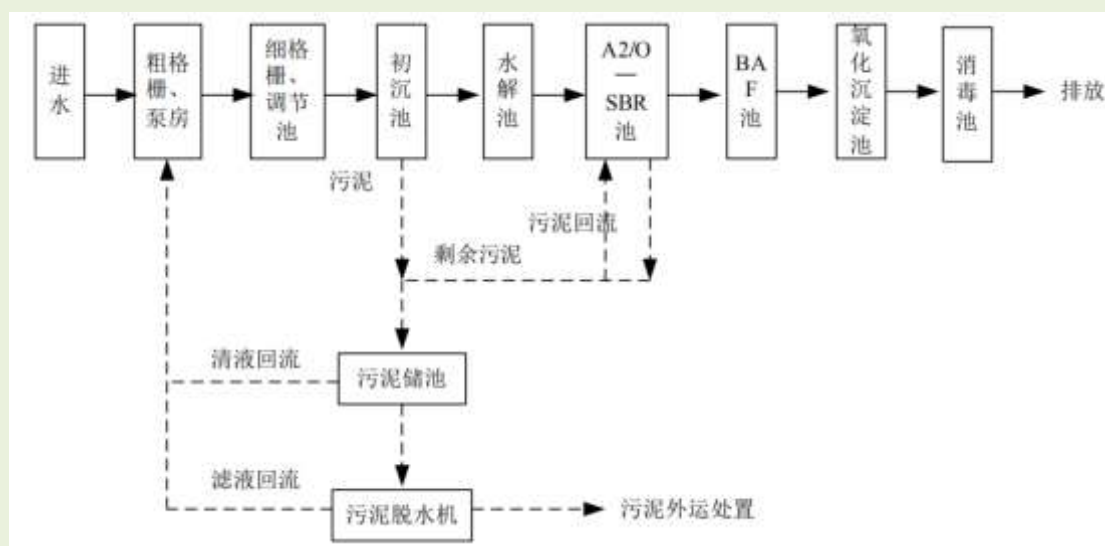 进水
粗格栅、泵房
细格栅、调节池
初沉池
水解池
A2/O
—
SBR
池
BA
F池
氧化沉淀池
消毒池
排放
污泥
污泥回流
剩余污泥
清液回流
污泥储池
滤液回流
污泥脱水机
污泥外运处置